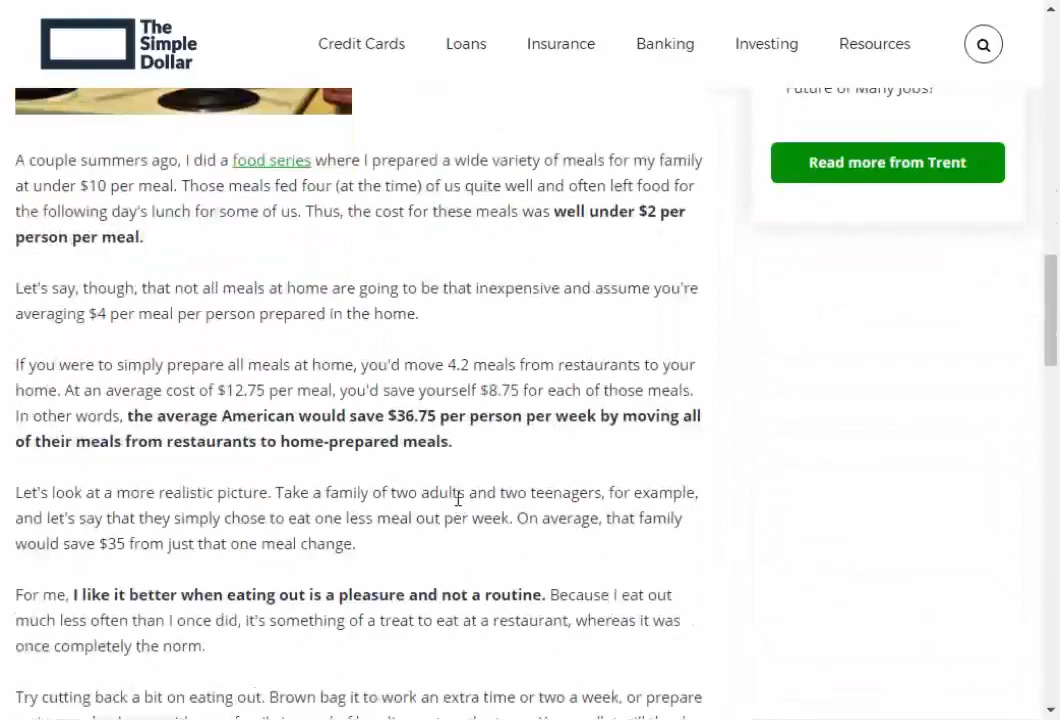 The
Simple
Dollar
Credit Cards
Loans
Insurance
Banking
Investing
Resources
Future of Many Jobs?
Read more from Trent
A couple summers ago, I did a food series where I prepared a wide variety of meals for my family
at under $10 per meal. Those meals fed four (at the time) of us quite well and often left food for
the following day's lunch for some of us. Thus, the cost for these meals was well under $2 per
person per meal.
Let's say, though, that not all meals at home are going to be that inexpensive and assume you're
averaging $4 per meal per person prepared in the home.
If you were to simply prepare all meals at home, you'd move 4.2 meals from restaurants to your
home. At an average cost of $12.75 per meal, you'd save yourself $8.75 for each of those meals.
In other words, the average American would save $36.75 per person per week by moving all
of their meals from restaurants to home-prepared meals.
Let's look at a more realistic picture. Take a family of two adults and two teenagers, for example,
and let's say that they simply chose to eat one less meal out per week. On average, that family
would save $35 from just that one meal change.
For me, I like it better when eating out is a pleasure and not a routine. Because I eat out
much less often than I once did, it's something of a treat to eat at a restaurant, whereas it was
once completely the norm.
Try cutting back a bit on eating out. Brown bag it to work an extra time or two a week, or prepare